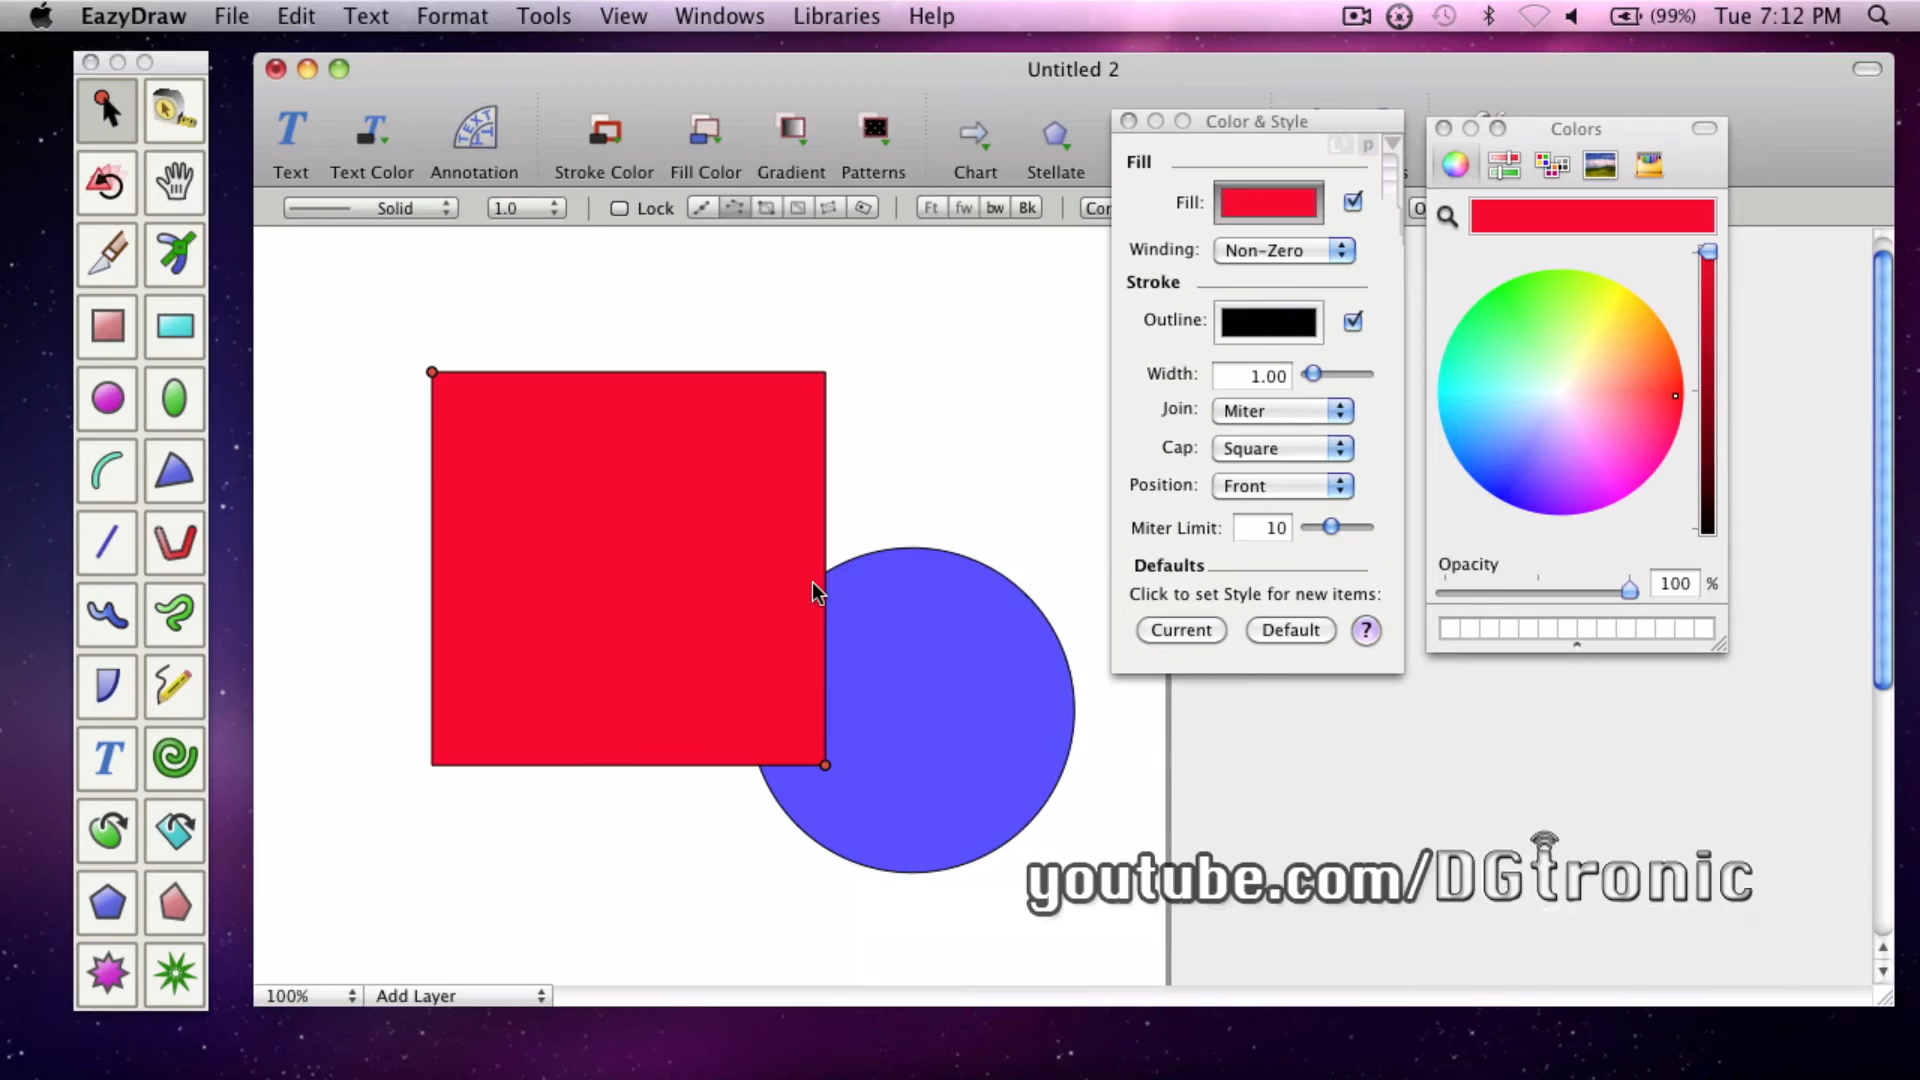 EazyDraw File Edit Text Format Tools View Windows Libraries Help (99%) Tue 7:12 PM
Untitled 2
Text Text Color Annotation Stroke Color Fill Color Gradient Patterns Chart Stellate
Solid 1.0 Lock Ft fw bw Bk
Color & Style
p
Fill
Fill:
Winding: Non-Zero
Stroke
Outline:
Width: 1.00
Join: Miter
Cap: Square
Position: Front
Miter Limit: 10
Defaults
Click to set Style for new items:
Current Default ?
Colors
Opacity
100 %
T
youtube.com/DGtronic
100% Add Layer